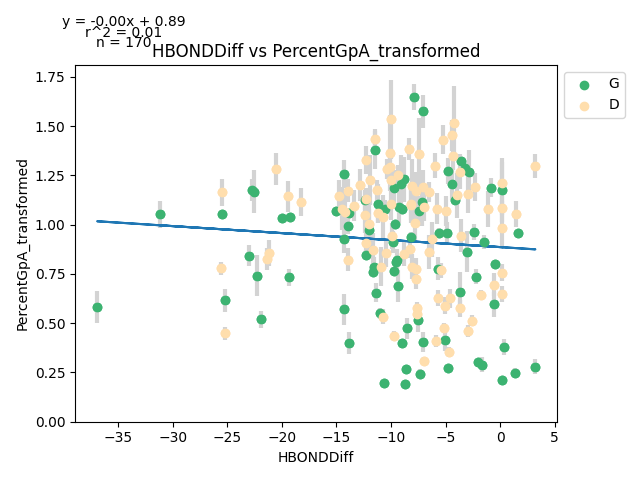 y = -0.00x + 0.89
r^2 = 0.01
n = 170
HBONDDiff vs PercentGpA_transformed
G
D
PercentGpA_transformed
1.75
1.50
1.25
1.00
0.75
0.50
0.25
0.00
−35 −30 −25 −20 −15 −10 −5 0 5
HBONDDiff